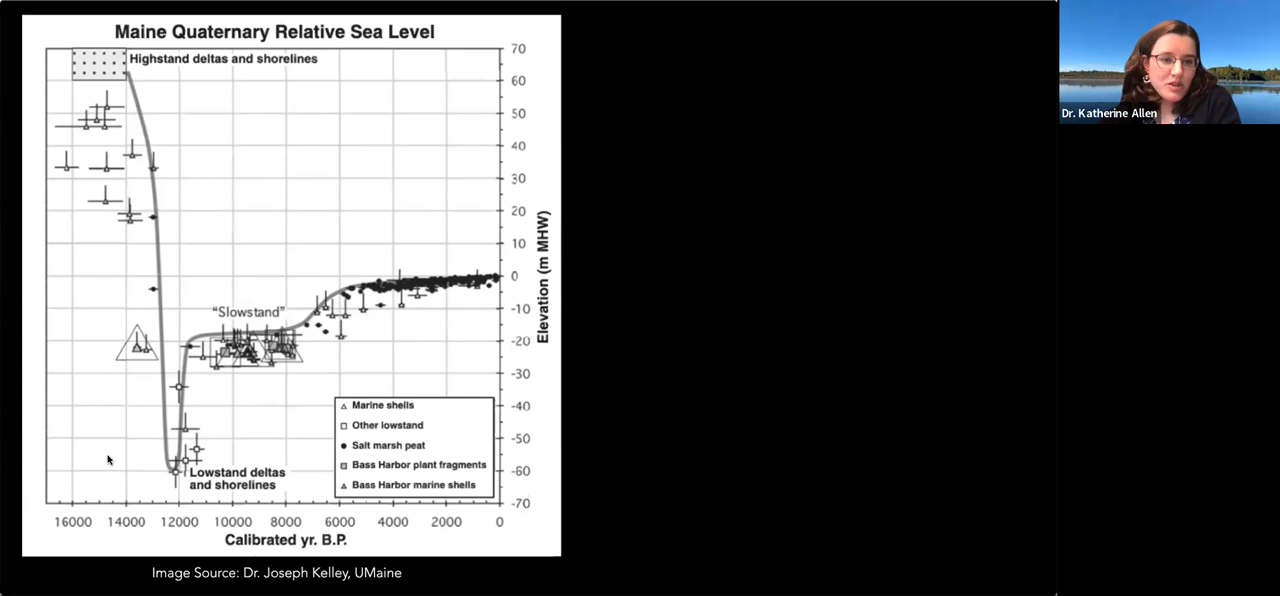 Maine Quaternary Relative Sea Level
Highstand deltas and shorelines
70
60
50
40
30
20
10
0
-10
-20
-30
-40
-50
-60
-70
Elevation (m MHW)
“Slowstand”
Marine shells
Other lowstand
Salt marsh peat
Bass Harbor plant fragments
Bass Harbor marine shells
Lowstand deltas
and shorelines
16000 14000 12000 10000 8000 6000 4000 2000 0
Calibrated yr. B.P.
Image Source: Dr. Joseph Kelley, UMaine
Dr. Katherine Allen